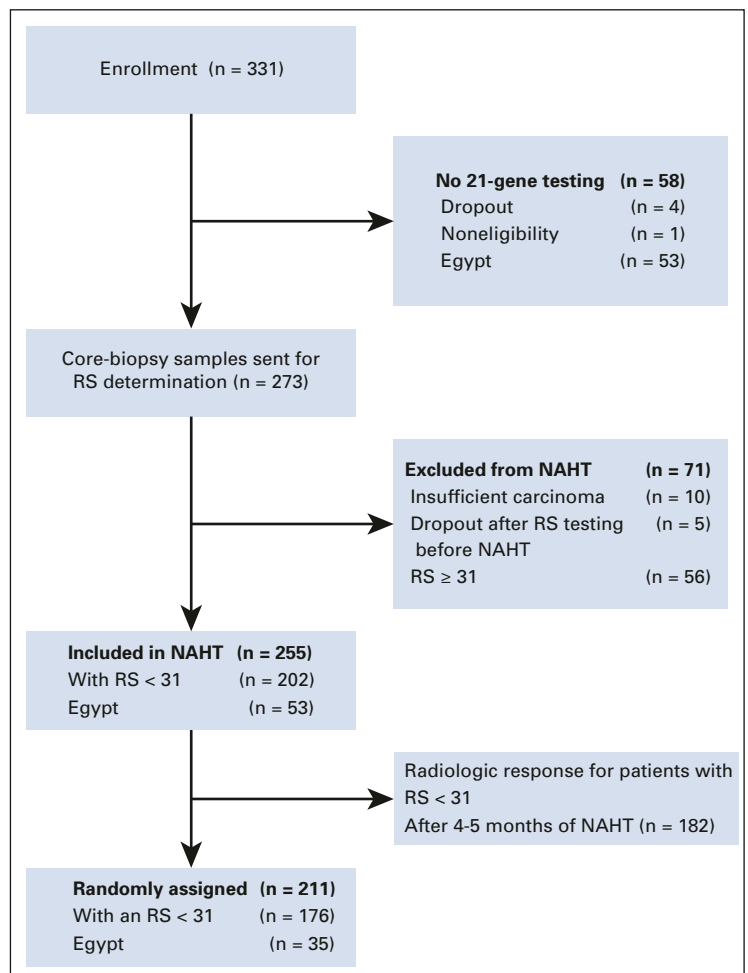 Enrollment (n = 331)
No 21-gene testing (n = 58)
Dropout (n = 4)
Noneligibility (n = 1)
Egypt (n = 53)
Core-biopsy samples sent for
RS determination (n = 273)
Excluded from NAHT (n = 71)
Insufficient carcinoma (n = 10)
Dropout after RS testing (n = 5)
before NAHT
RS ≥ 31 (n = 56)
Included in NAHT (n = 255)
With RS < 31 (n = 202)
Egypt (n = 53)
Radiologic response for patients with
RS < 31
After 4-5 months of NAHT (n = 182)
Randomly assigned (n = 211)
With an RS < 31 (n = 176)
Egypt (n = 35)